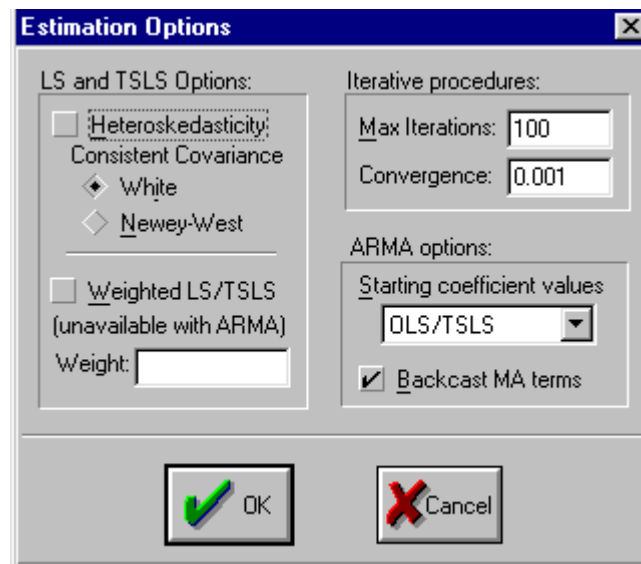 Estimation Options
LS and TSLS Options:
Heteroskedasticity
Consistent Covariance
White
Newey-West
Weighted LS/TSLS
(unavailable with ARMA)
Weight:
Iterative procedures:
Max Iterations: 100
Convergence: 0.001
ARMA options:
Starting coefficient values
OLS/TSLS
Backcast MA terms
OK
Cancel